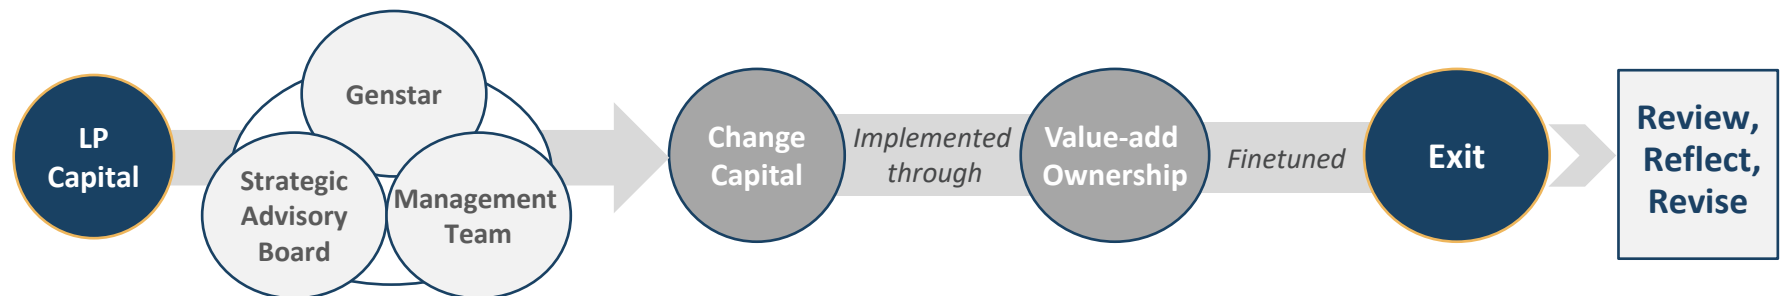 LP
Capital
Genstar
Strategic
Advisory
Board
Management
Team
Change
Capital
Implemented
through
Value-add
Ownership
Finetuned
Exit
Review,
Reflect,
Revise